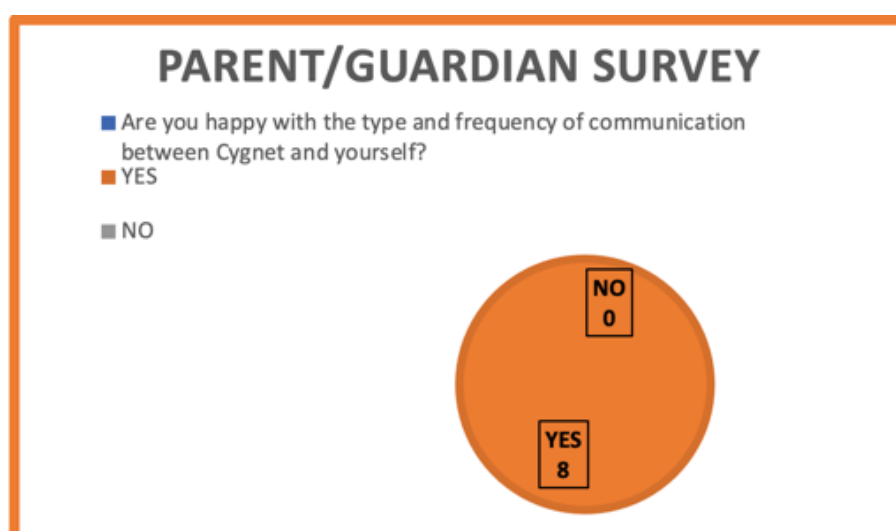 PARENT/GUARDIAN SURVEY
Are you happy with the type and frequency of communication
between Cygnet and yourself?
YES
NO
NO
0
YES
8